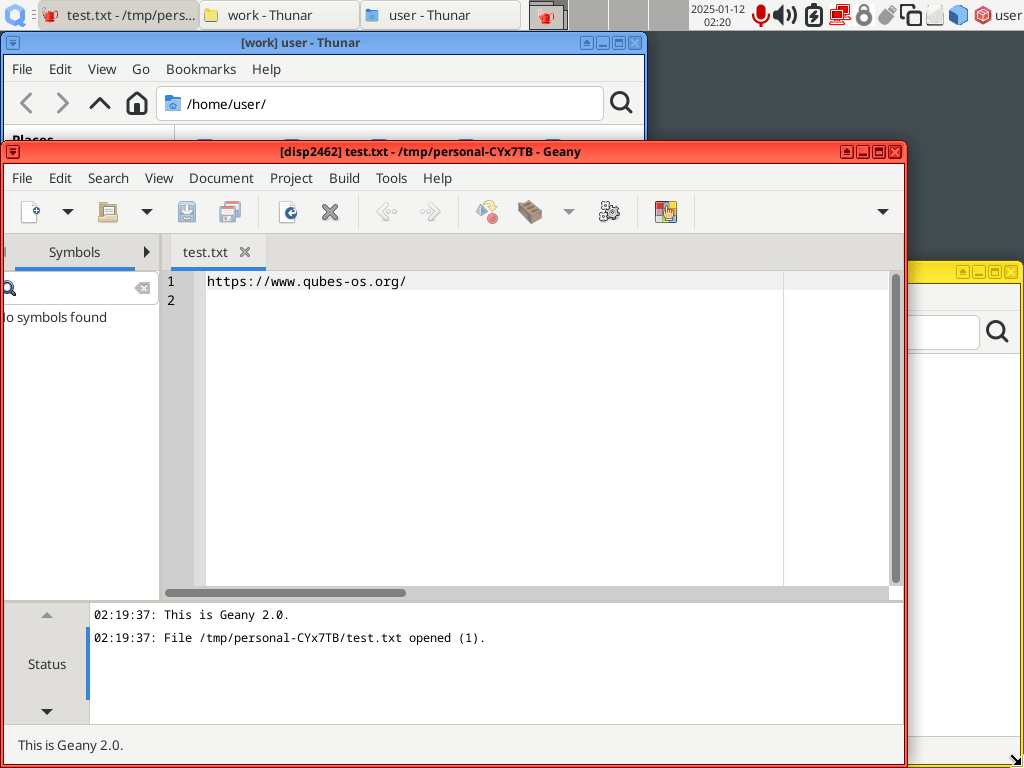 test.txt - /tmp/pers...
work - Thunar
user - Thunar
2025-01-12
02:20
user
[work] user - Thunar
File Edit View Go Bookmarks Help
/home/user/
Places
[disp2462] test.txt - /tmp/personal-CYx7TB - Geany
File Edit Search View Document Project Build Tools Help
Symbols
test.txt
1 https://www.qubes-os.org/
2
lo symbols found
02:19:37: This is Geany 2.0.
02:19:37: File /tmp/personal-CYx7TB/test.txt opened (1).
Status
This is Geany 2.0.